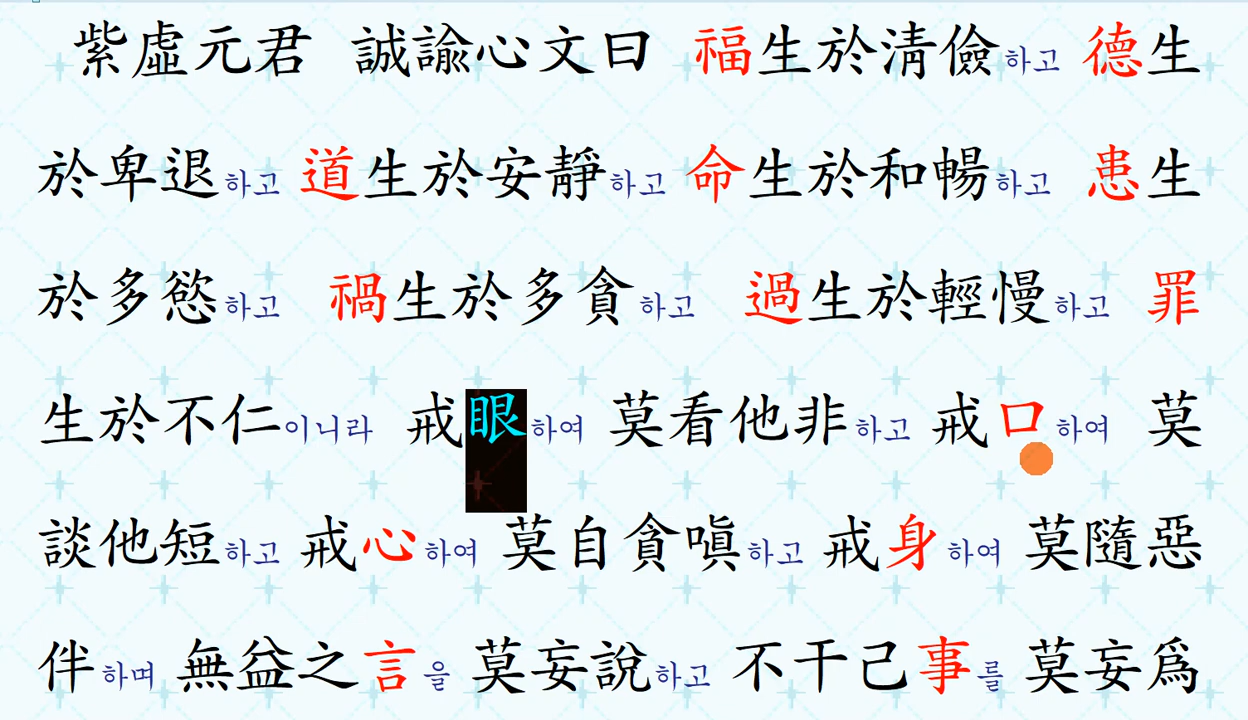 紫虛元君 誠諭心文曰 福生於淸儉하고 德生
於卑退하고 道生於安靜하고 命生於和暢하고 患生
於多慾하고 禍生於多貪하고 過生於輕慢하고 罪
生於不仁이니라 戒眼하여 莫看他非하고 戒口하여 莫
談他短하고 戒心하여 莫自貪嗔하고 戒身하여 莫隨惡
伴하며 無益之言을 莫妄說하고 不干己事를 莫妄爲